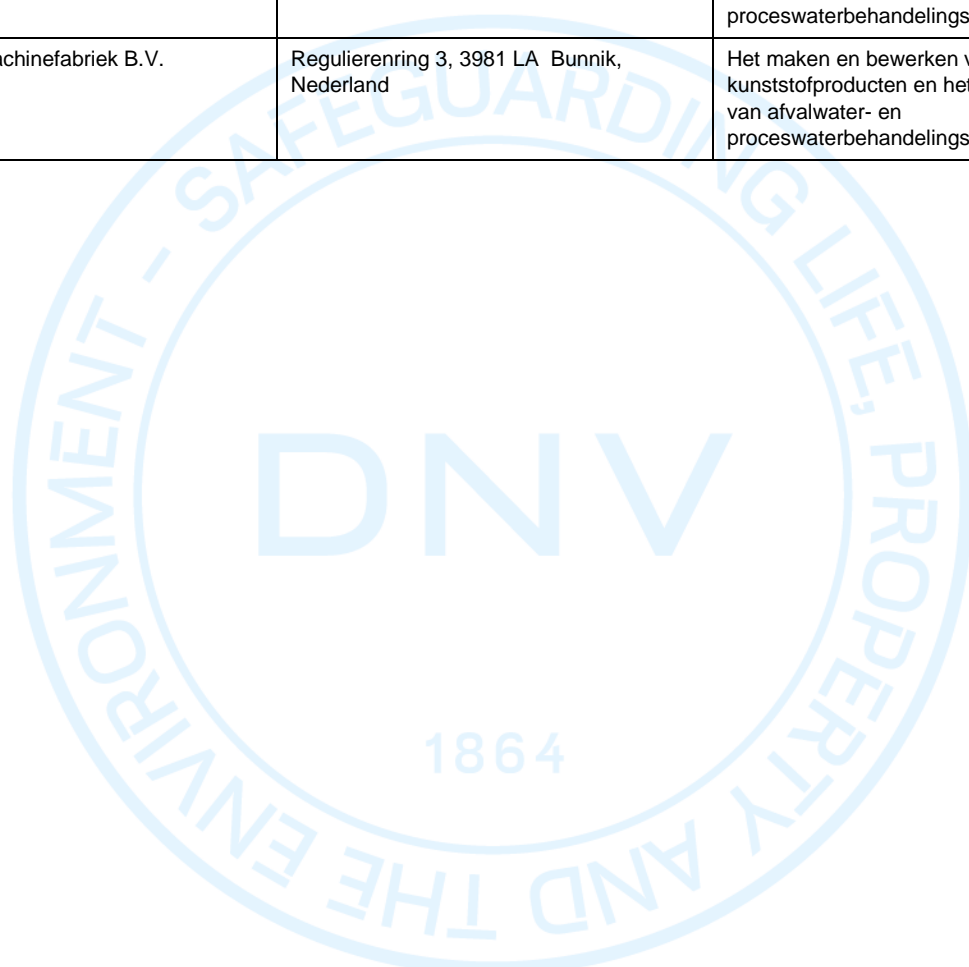 proceswaterbehandelings
achinefabriek B.V.
Regulierenring 3, 3981 LA Bunnik,
Nederland
Het maken en bewerken v
kunststofproducten en het
van afvalwater- en
proceswaterbehandelings
SAFEGUARDING LIFE, PROPERTY AND THE ENVIRONMENT -
DNV
1864